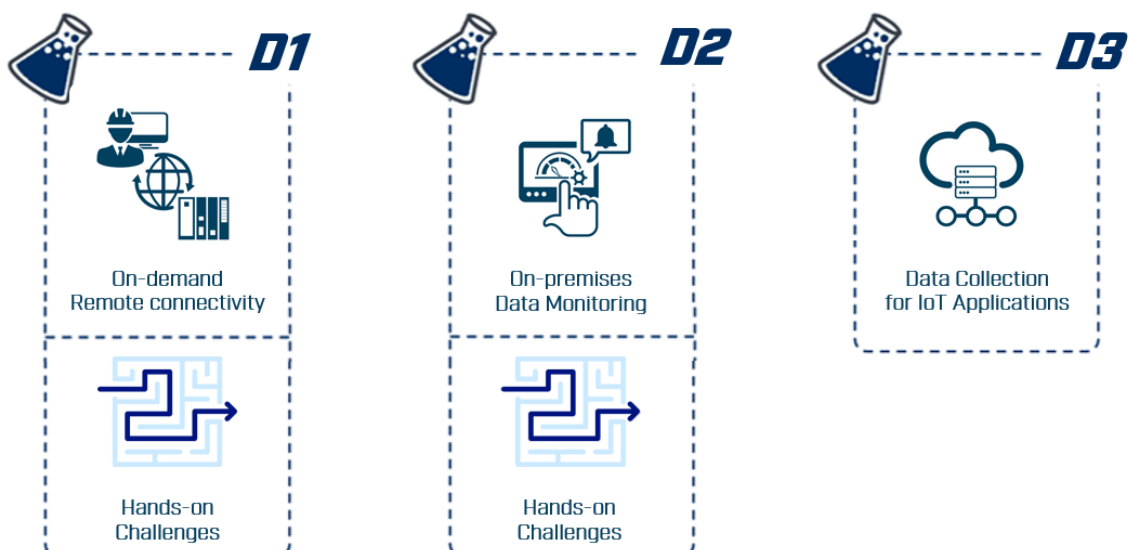 D1
On-demand
Remote connectivity
Hands-on
Challenges
D2
On-premises
Data Monitoring
Hands-on
Challenges
D3
Data Collection
for IoT Applications